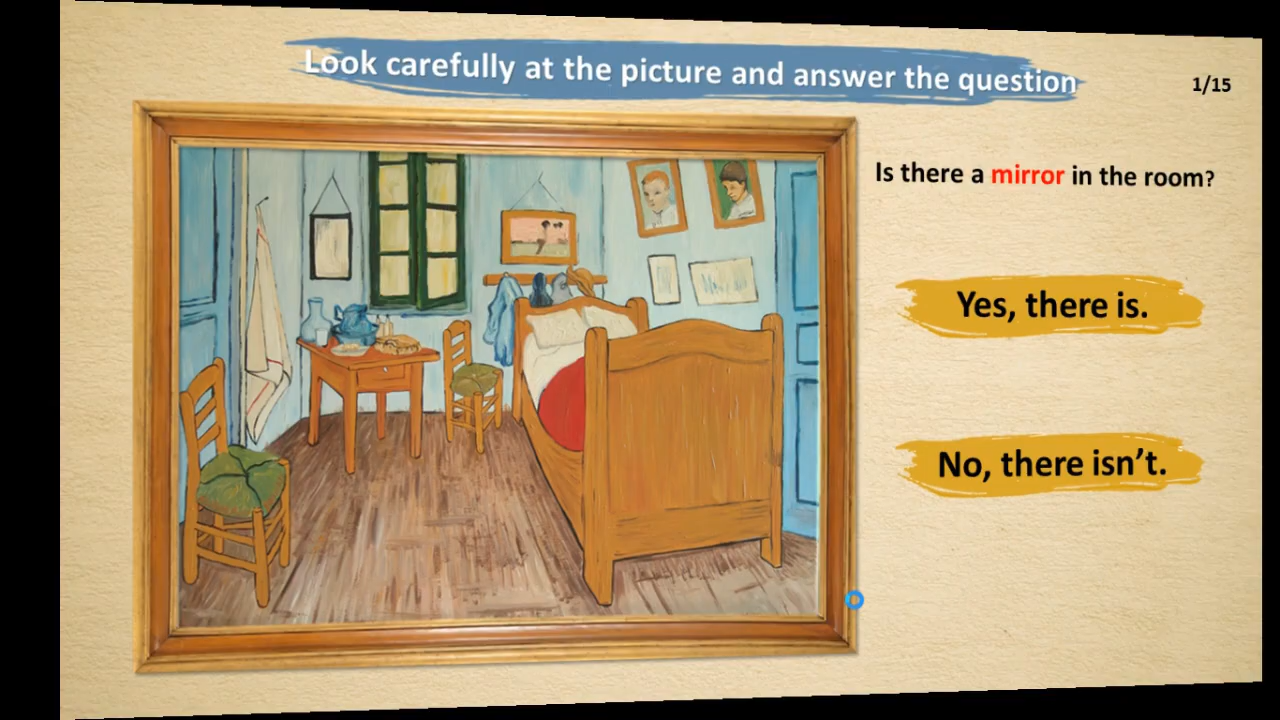 Look carefully at the picture and answer the question
1/15
Is there a mirror in the room?
Yes, there is.
No, there isn't.